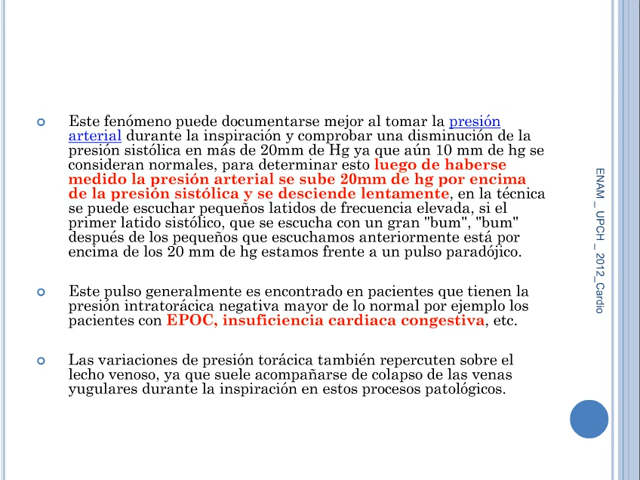 Este fenómeno puede documentarse mejor al tomar la presión
arterial durante la inspiración y comprobar una disminución de la
presión sistólica en más de 20mm de Hg ya que aún 10 mm de hg se
consideran normales, para determinar esto luego de haberse
medido la presión arterial se sube 20mm de hg por encima
de la presión sistólica y se desciende lentamente, en la técnica
se puede escuchar pequeños latidos de frecuencia elevada, si el
primer latido sistólico, que se escucha con un gran "bum", "bum"
después de los pequeños que escuchamos anteriormente está por
encima de los 20 mm de hg estamos frente a un pulso paradójico.
Este pulso generalmente es encontrado en pacientes que tienen la
presión intratorácica negativa mayor de lo normal por ejemplo los
pacientes con EPOC, insuficiencia cardiaca congestiva, etc.
Las variaciones de presión torácica también repercuten sobre el
lecho venoso, ya que suele acompañarse de colapso de las venas
yugulares durante la inspiración en estos procesos patológicos.
ENAM _ UPCH _ 2012_Cardio